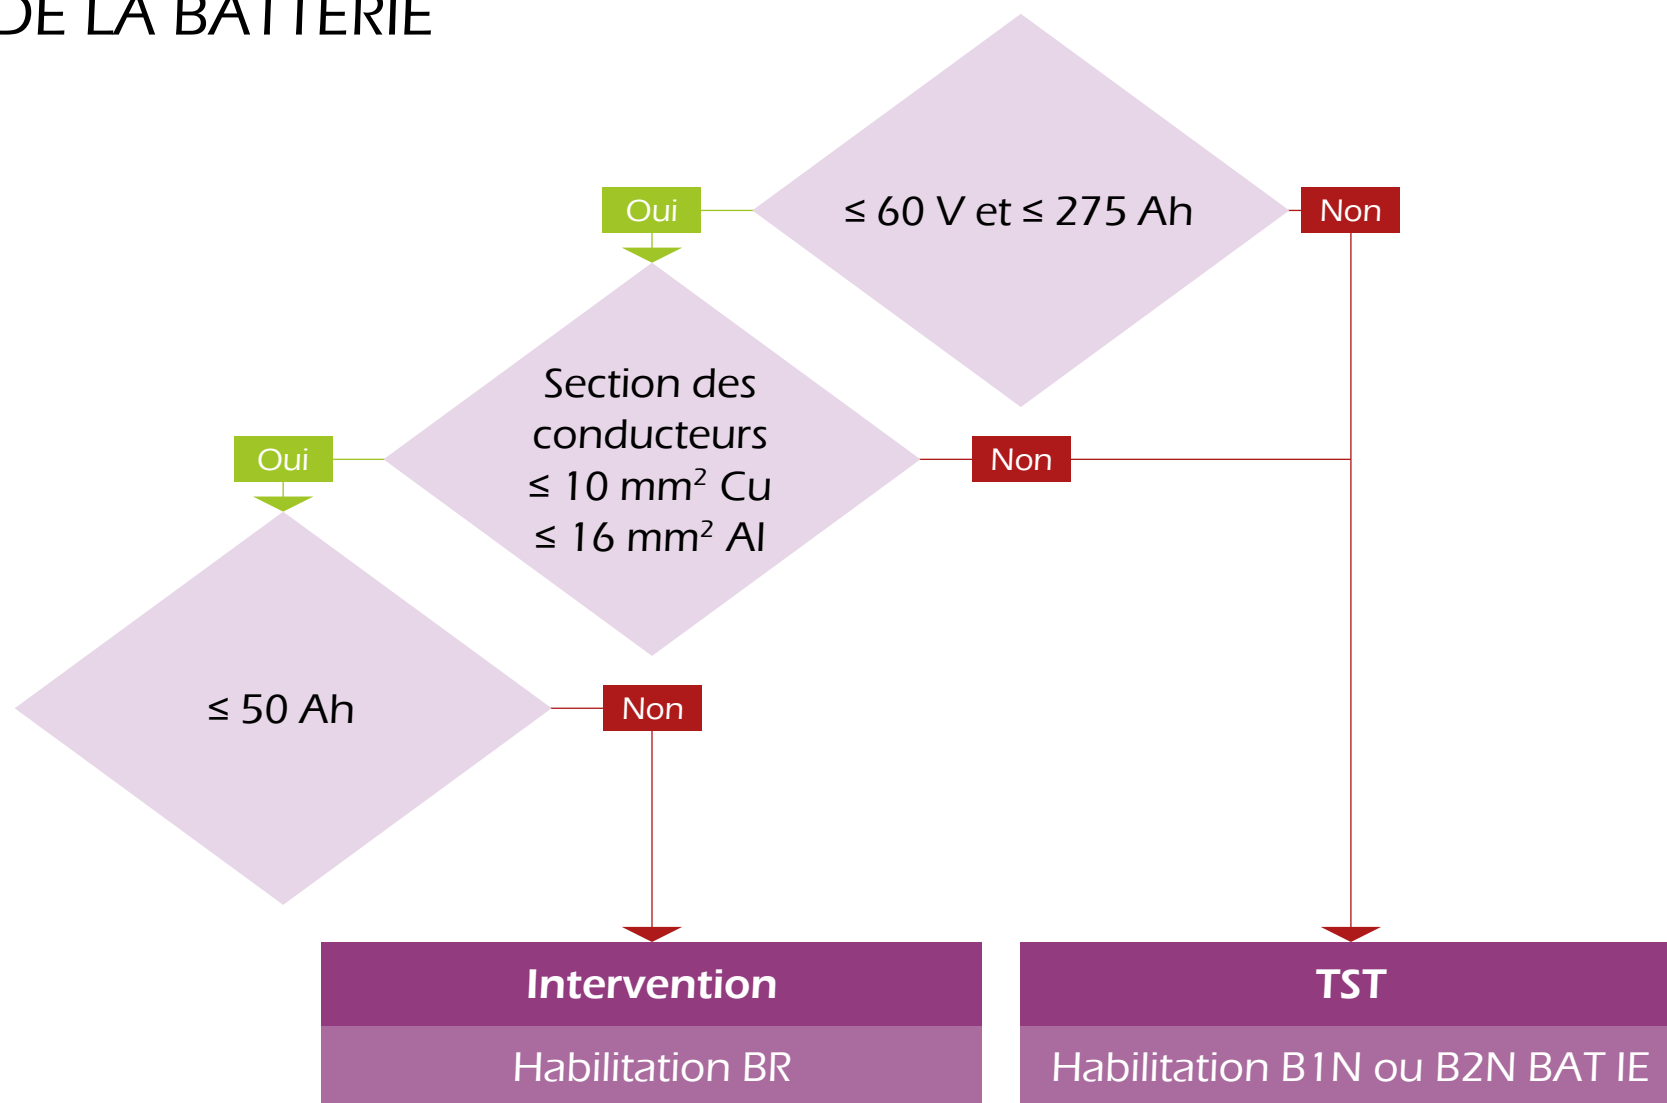 DE LA BATTERIE
≤ 60 V et ≤ 275 Ah
Oui
Non
Section des
conducteurs
≤ 10 mm² Cu
≤ 16 mm² Al
Oui
Non
≤ 50 Ah
Non
Intervention
Habilitation BR
TST
Habilitation B1N ou B2N BAT IE